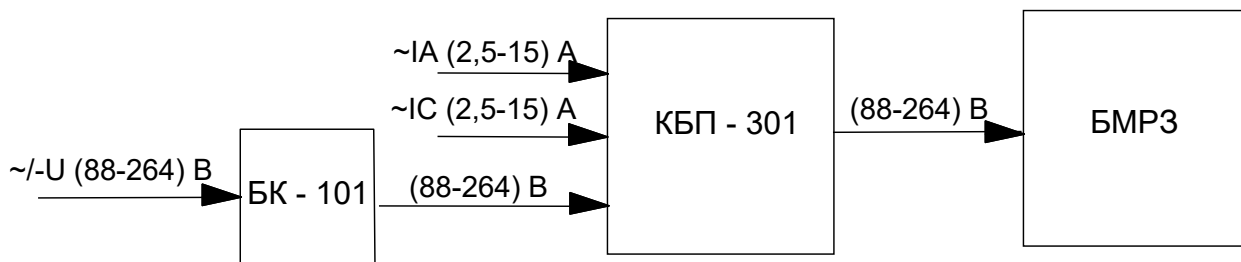 ~IA (2,5-15) А
~IC (2,5-15) А
КБП - 301
(88-264) В
БМРЗ
~/-U (88-264) В
БК - 101
(88-264) В